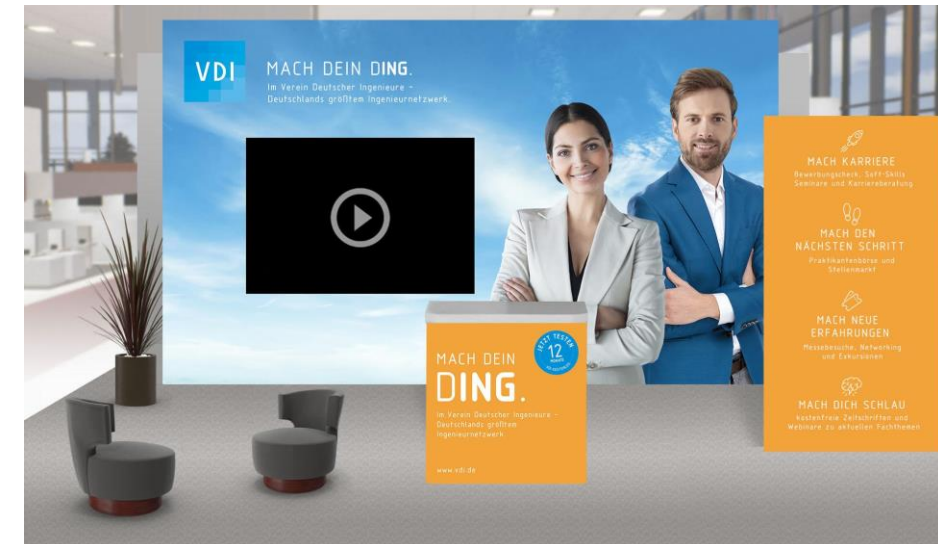 VDI
MACH DEIN DING.
Im Verein Deutscher Ingenieure –
Deutschlands größtem Ingenieurnetzwerk.
MACH KARRIERE
Bewerbungscheck, Soft-Skills
Seminare und Karriereberatung
MACH DEN
NÄCHSTEN SCHRITT
Praktikantenbörse und
Stellenmarkt
MACH NEUE
ERFAHRUNGEN
Messebesuche, Networking
und Exkursionen
MACH DICH SCHLAU
kostenfreie Zeitschriften und
Webinare zu aktuellen Fachthemen
MACH DEIN
DING.
Im Verein Deutscher Ingenieure –
Deutschlands größtem
Ingenieurnetzwerk
www.vdi.de
JETZT TESTEN
12
MONATE